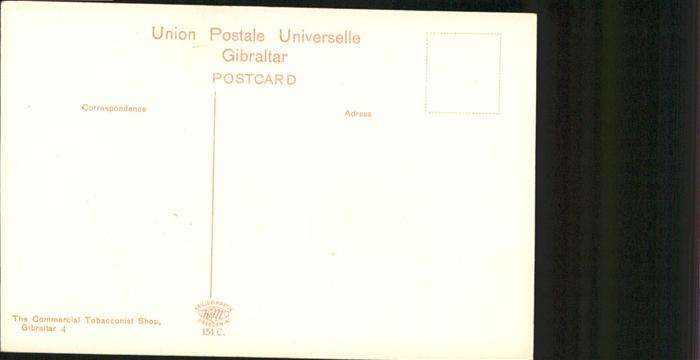 Union Postale Universelle
Gibraltar
POSTCARD
Correspondence
Adress
The Commercial Tobacconist Shop,
Gibraltar 4
151 C.